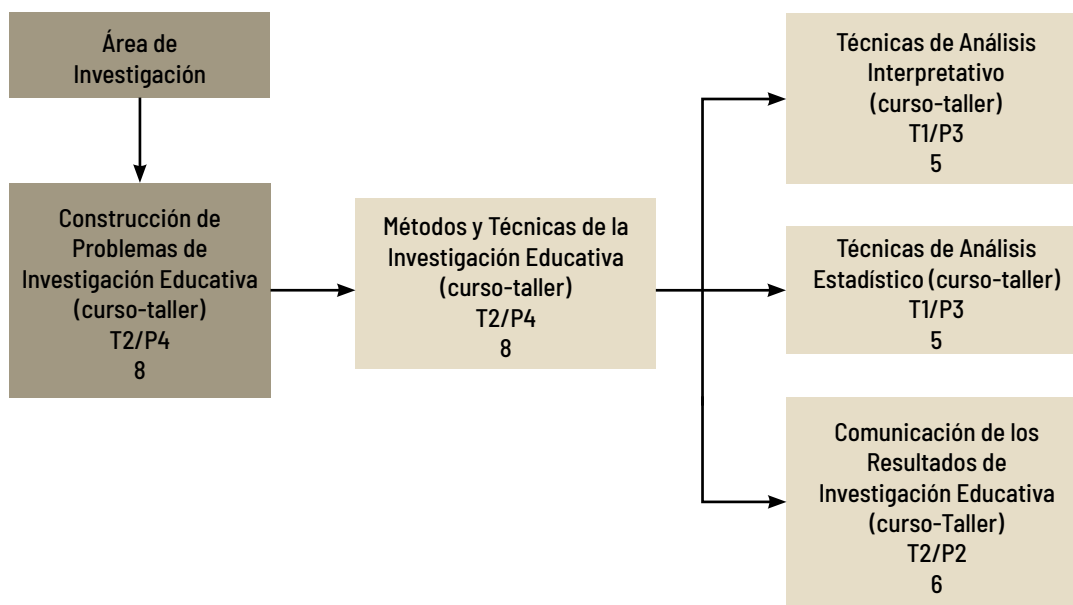 Área de
Investigación
Construcción de
Problemas de
Investigación Educativa
(curso-taller)
T2/P4
8
Métodos y Técnicas de la
Investigación Educativa
(curso-taller)
T2/P4
8
Técnicas de Análisis
Interpretativo
(curso-taller)
T1/P3
5
Técnicas de Análisis
Estadístico (curso-taller)
T1/P3
5
Comunicación de los
Resultados de
Investigación Educativa
(curso-Taller)
T2/P2
6